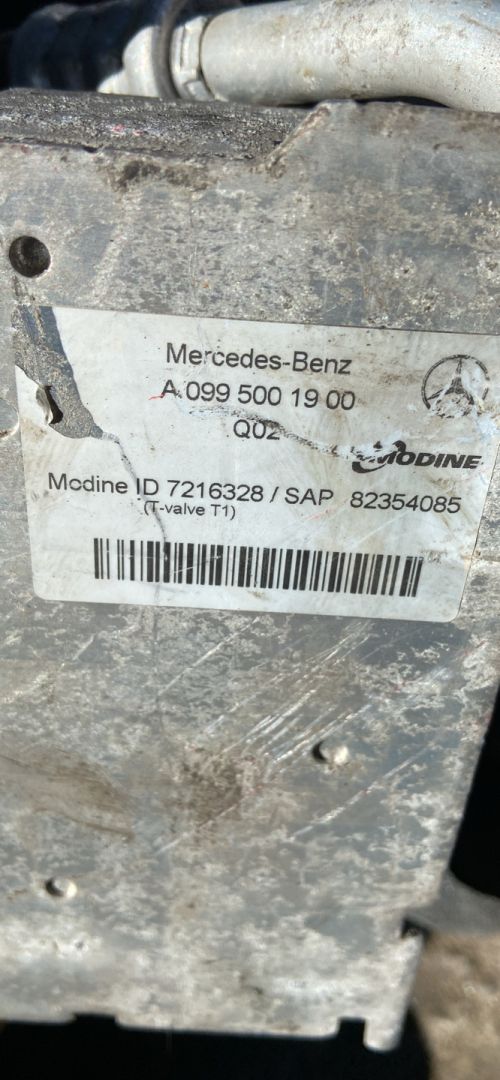 Mercedes-Benz
A 099 500 19 00
Q02
MODINE
Modine ID 7216328 / SAP 82354085
(T-valve T1)